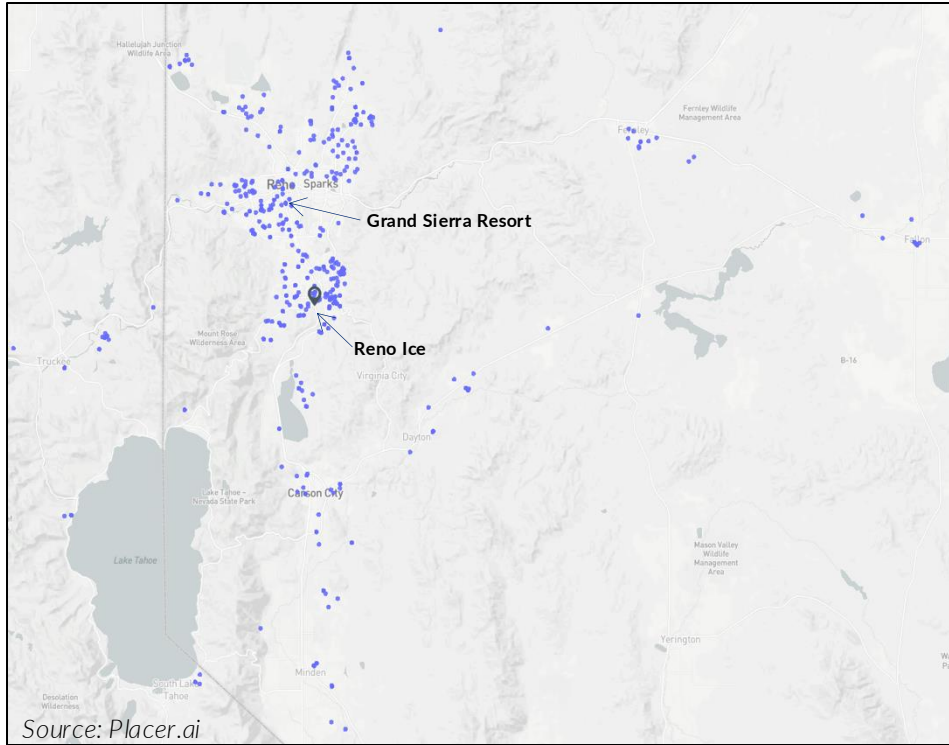 Hallelujah Junction
Wildlife Area
Fernley Wildlife
Management Area
Fernley
Reno
Sparks
Grand Sierra Resort
Fallon
Mount Rose
Wilderness Area
Reno Ice
Truckee
Virginia City
B-16
Dayton
Lake Tahoe –
Nevada State Park
Carson City
Lake Tahoe
Mason Valley
Wildlife
Management
Area
Yerington
Minden
South Lake
Tahoe
Desolation
Wilderness
Source: Placer.ai